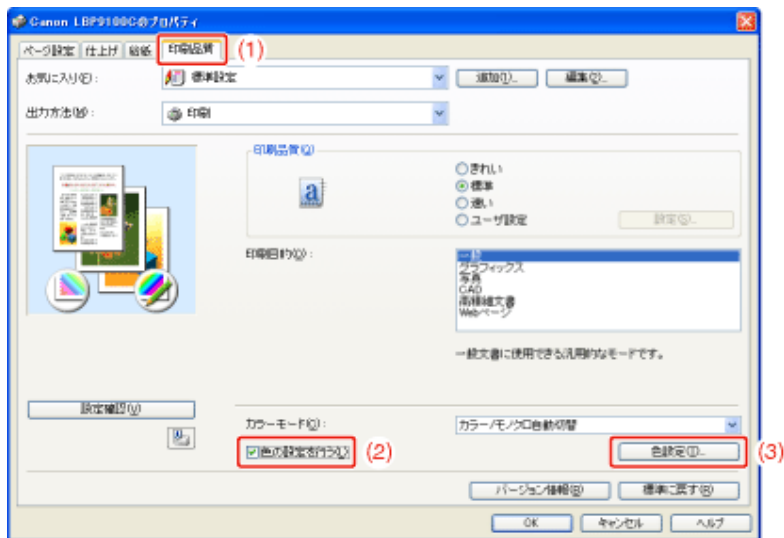 Canon LBP9100Cのプロパティ
ページ設定 仕上げ 給紙 印刷品質 (1)
お気に入り(F): 標準設定 追加(1)... 編集(2)...
出力方法(M): 印刷
印刷品質(Q)
きれい
標準
速い
ユーザ設定 設定(S)...
印刷目的(O):
一般
グラフィックス
写真
CAD
高精細文書
Webページ
一般文書に使用できる汎用的なモードです。
設定確認(V)
カラーモード(C): カラー/モノクロ自動切替
色の設定を行う(L) (2) 色設定(T)... (3)
バージョン情報(B) 標準に戻す(R)
OK キャンセル ヘルプ